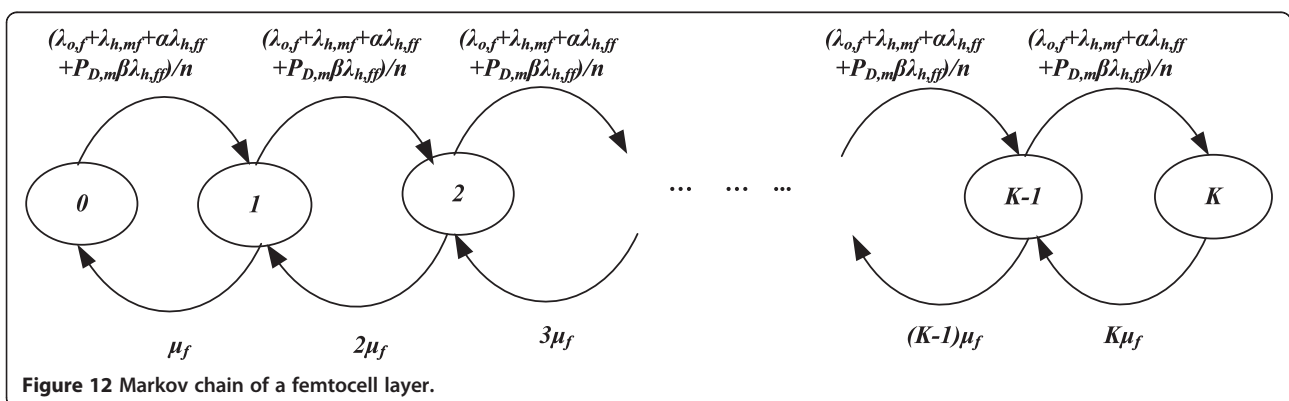 (λo,f+λh,mf+αλh,ff
+PD,mβλh,ff)/n
(λo,f+λh,mf+αλh,ff
+PD,mβλh,ff)/n
(λo,f+λh,mf+αλh,ff
+PD,mβλh,ff)/n
(λo,f+λh,mf+αλh,ff
+PD,mβλh,ff)/n
(λo,f+λh,mf+αλh,ff
+PD,mβλh,ff)/n
0
1
2
... ... ...
K-1
K
μf
2μf
3μf
(K-1)μf
Kμf
Figure 12 Markov chain of a femtocell layer.